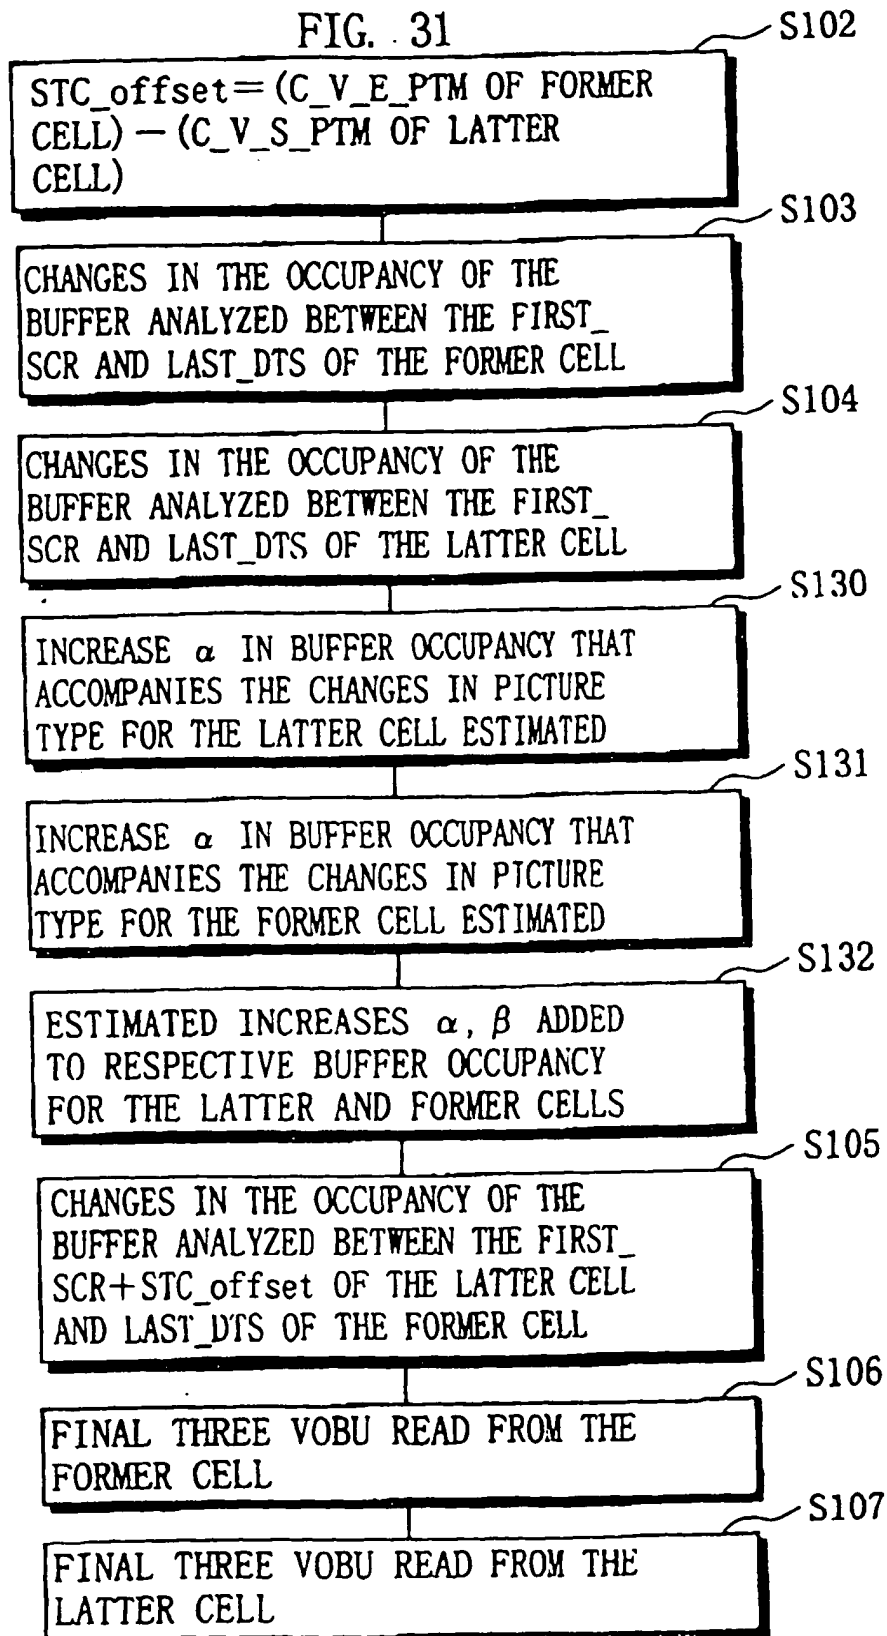 FIG. 31
S102
STC_offset=(C_V_E_PTM OF FORMER
CELL)-(C_V_S_PTM OF LATTER
CELL)
S103
CHANGES IN THE OCCUPANCY OF THE
BUFFER ANALYZED BETWEEN THE FIRST_
SCR AND LAST_DTS OF THE FORMER CELL
S104
CHANGES IN THE OCCUPANCY OF THE
BUFFER ANALYZED BETWEEN THE FIRST_
SCR AND LAST_DTS OF THE LATTER CELL
S130
INCREASE α IN BUFFER OCCUPANCY THAT
ACCOMPANIES THE CHANGES IN PICTURE
TYPE FOR THE LATTER CELL ESTIMATED
S131
INCREASE α IN BUFFER OCCUPANCY THAT
ACCOMPANIES THE CHANGES IN PICTURE
TYPE FOR THE FORMER CELL ESTIMATED
S132
ESTIMATED INCREASES α, β ADDED
TO RESPECTIVE BUFFER OCCUPANCY
FOR THE LATTER AND FORMER CELLS
S105
CHANGES IN THE OCCUPANCY OF THE
BUFFER ANALYZED BETWEEN THE FIRST_
SCR+STC_offset OF THE LATTER CELL
AND LAST_DTS OF THE FORMER CELL
S106
FINAL THREE VOBU READ FROM THE
FORMER CELL
S107
FINAL THREE VOBU READ FROM THE
LATTER CELL